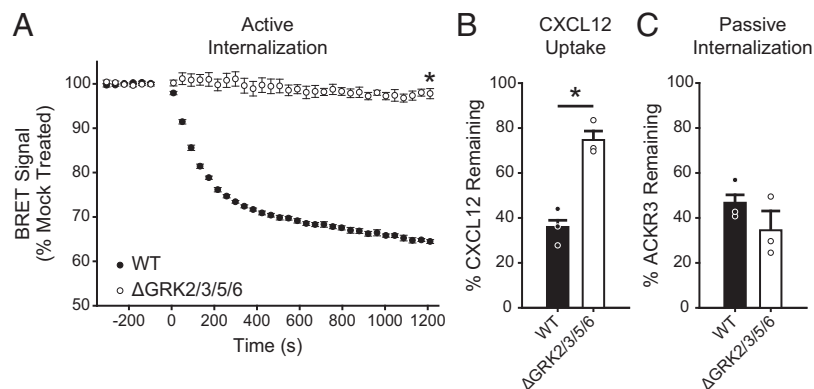 A
Active
Internalization
BRET Signal
(% Mock Treated)
100
90
80
70
60
50
*
WT
ΔGRK2/3/5/6
-200
0
200
400
600
800
1000
1200
Time (s)
B
CXCL12
Uptake
% CXCL12 Remaining
100
80
60
40
20
0
*
WT
ΔGRK2/3/5/6
C
Passive
Internalization
% ACKR3 Remaining
100
80
60
40
20
0
WT
ΔGRK2/3/5/6